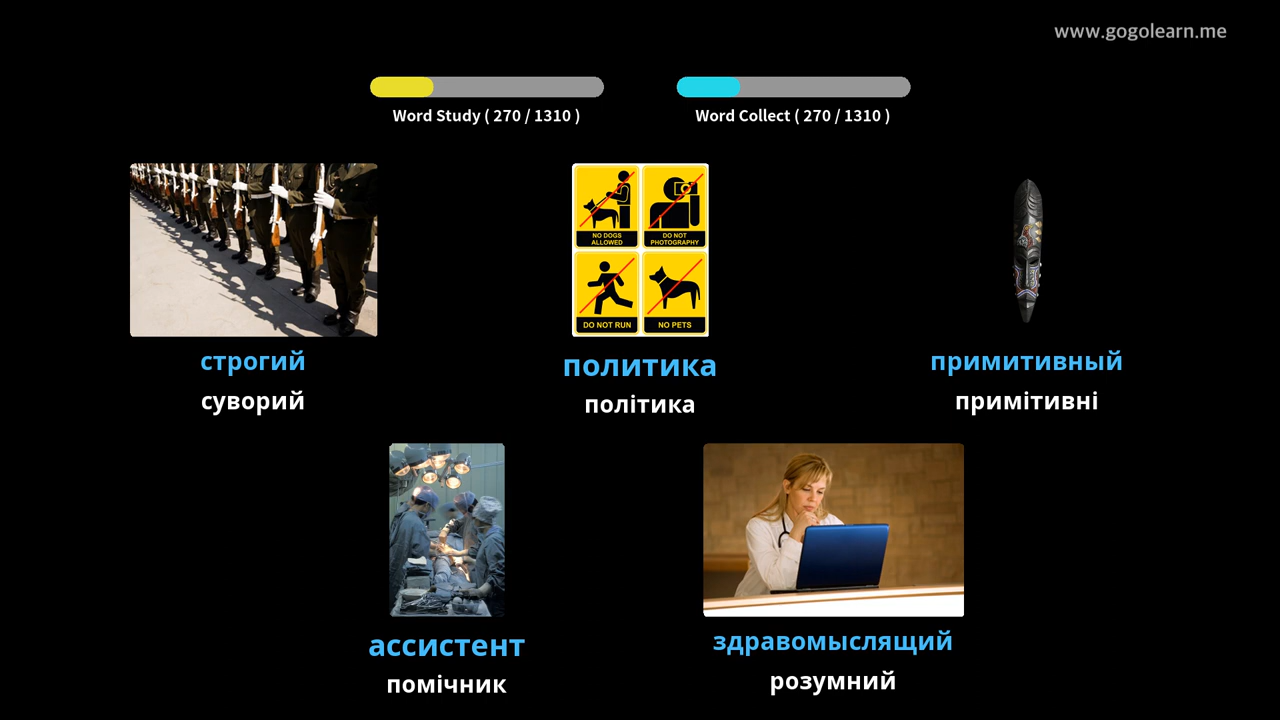 www.gogolearn.me
Word Study ( 270 / 1310 )
Word Collect ( 270 / 1310 )
NO DOGS
ALLOWED
DO NOT
PHOTOGRAPHY
DO NOT RUN
NO PETS
строгий
суворий
политика
політика
примитивный
примітивні
ассистент
помічник
здравомыслящий
розумний